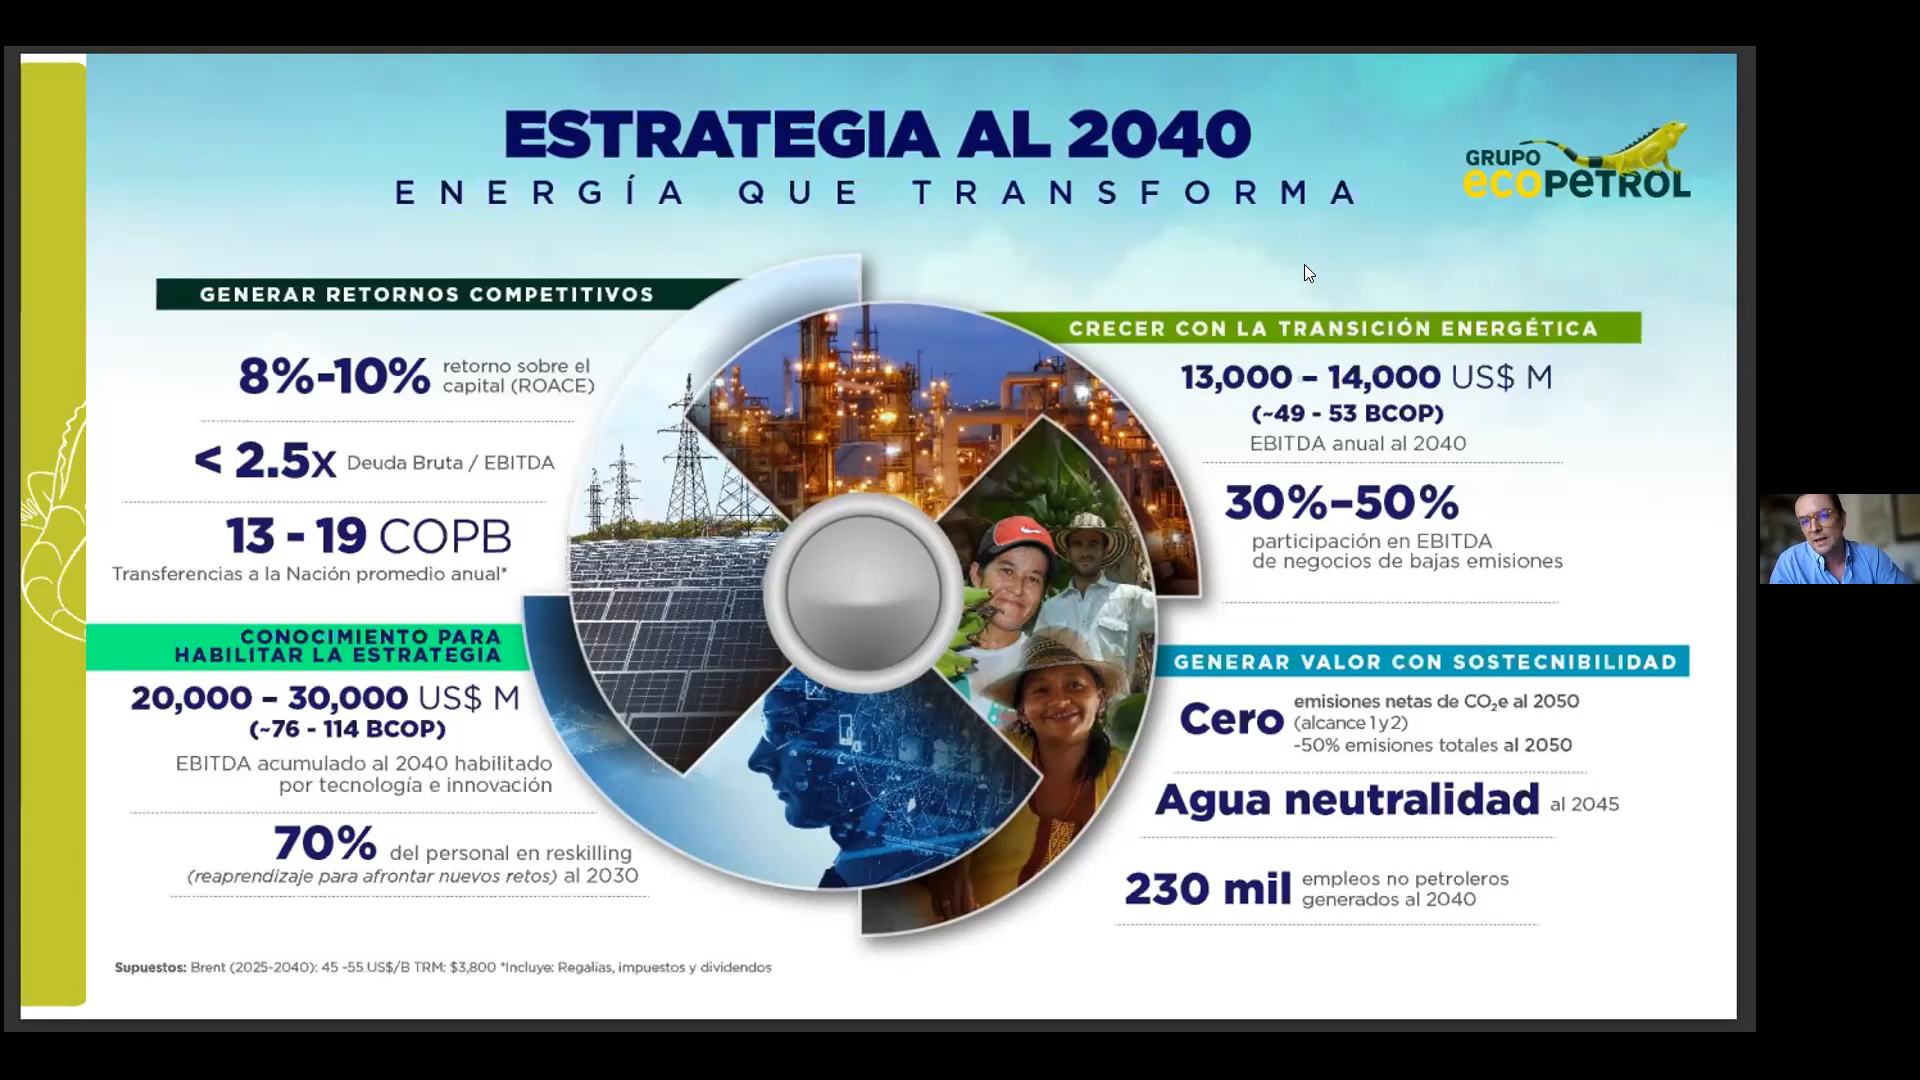 ESTRATEGIA AL 2040
ENERGÍA QUE TRANSFORMA
GRUPO
ecopetrol
GENERAR RETORNOS COMPETITIVOS
8%-10% retorno sobre el
capital (ROACE)
< 2.5x Deuda Bruta / EBITDA
13 - 19 COPB
Transferencias a la Nación promedio anual*
CONOCIMIENTO PARA
HABILITAR LA ESTRATEGIA
20,000 – 30,000 US$ M
(~76 - 114 BCOP)
EBITDA acumulado al 2040 habilitado
por tecnología e innovación
70% del personal en reskilling
(reaprendizaje para afrontar nuevos retos) al 2030
CRECER CON LA TRANSICIÓN ENERGÉTICA
13,000 – 14,000 US$ M
(~49 - 53 BCOP)
EBITDA anual al 2040
30%–50%
participación en EBITDA
de negocios de bajas emisiones
GENERAR VALOR CON SOSTECNIBILIDAD
Cero emisiones netas de CO₂e al 2050
(alcance 1 y 2)
-50% emisiones totales al 2050
Agua neutralidad al 2045
230 mil empleos no petroleros
generados al 2040
Supuestos: Brent (2025-2040): 45 -55 US$/B TRM: $3,800 *Incluye: Regalías, impuestos y dividendos